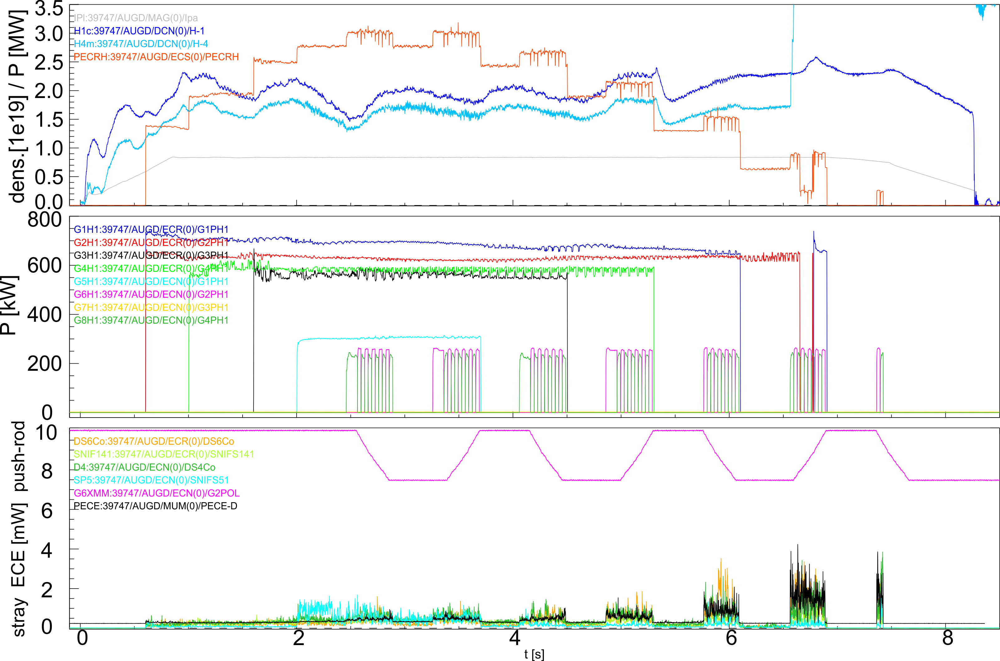 dens.[1e19] / P [MW]
3.5
3.0
2.5
2.0
1.5
1.0
0.5
0.0
IPl:39747/AUGD/MAG(0)/Ipa
H1c:39747/AUGD/DCN(0)/H-1
H4m:39747/AUGD/DCN(0)/H-4
PECRH:39747/AUGD/ECS(0)/PECRH
P [kW]
800
600
400
200
0
G1H1:39747/AUGD/ECR(0)/G1PH1
G2H1:39747/AUGD/ECR(0)/G2PH1
G3H1:39747/AUGD/ECR(0)/G3PH1
G4H1:39747/AUGD/ECR(0)/G4PH1
G5H1:39747/AUGD/ECN(0)/G1PH1
G6H1:39747/AUGD/ECN(0)/G2PH1
G7H1:39747/AUGD/ECN(0)/G3PH1
G8H1:39747/AUGD/ECN(0)/G4PH1
stray ECE [mW] push-rod
10
8
6
4
2
0
DS6Co:39747/AUGD/ECR(0)/DS6Co
SNIF141:39747/AUGD/ECR(0)/SNIFS141
D4:39747/AUGD/ECN(0)/DS4Co
SP5:39747/AUGD/ECN(0)/SNIFS51
G6XMM:39747/AUGD/ECN(0)/G2POL
PECE:39747/AUGD/MUM(0)/PECE-D
0 2 4 6 8
t [s]